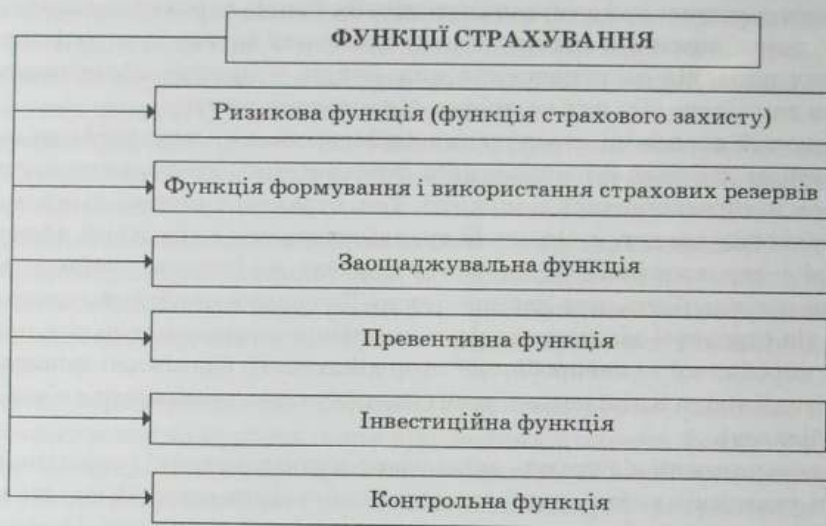 ФУНКЦІЇ СТРАХУВАННЯ
Ризикова функція (функція страхового захисту)
Функція формування і використання страхових резервів
Заощаджувальна функція
Превентивна функція
Інвестиційна функція
Контрольна функція